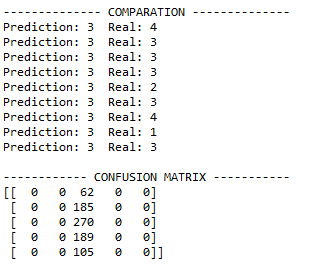 -------------- COMPARATION --------------
Prediction: 3  Real: 4
Prediction: 3  Real: 3
Prediction: 3  Real: 3
Prediction: 3  Real: 3
Prediction: 3  Real: 2
Prediction: 3  Real: 3
Prediction: 3  Real: 4
Prediction: 3  Real: 1
Prediction: 3  Real: 3
------------ CONFUSION MATRIX -----------
[[  0   0  62   0   0]
 [  0   0 185   0   0]
 [  0   0 270   0   0]
 [  0   0 189   0   0]
 [  0   0 105   0   0]]